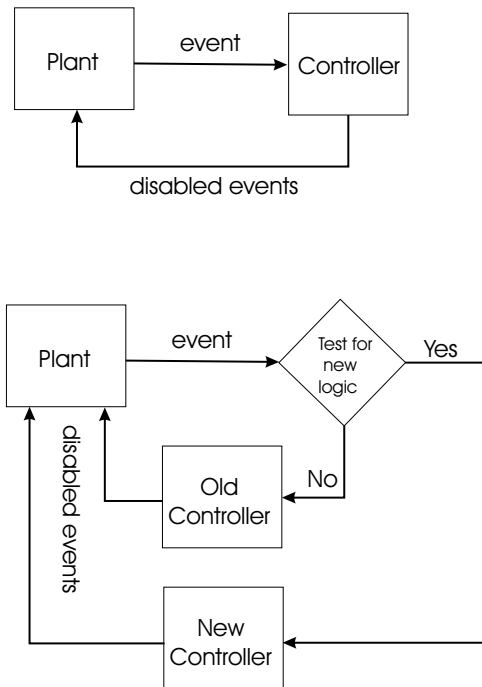 Plant
event
Controller
disabled events
Plant
event
Test for
new
logic
Yes
disabled events
No
Old
Controller
New
Controller